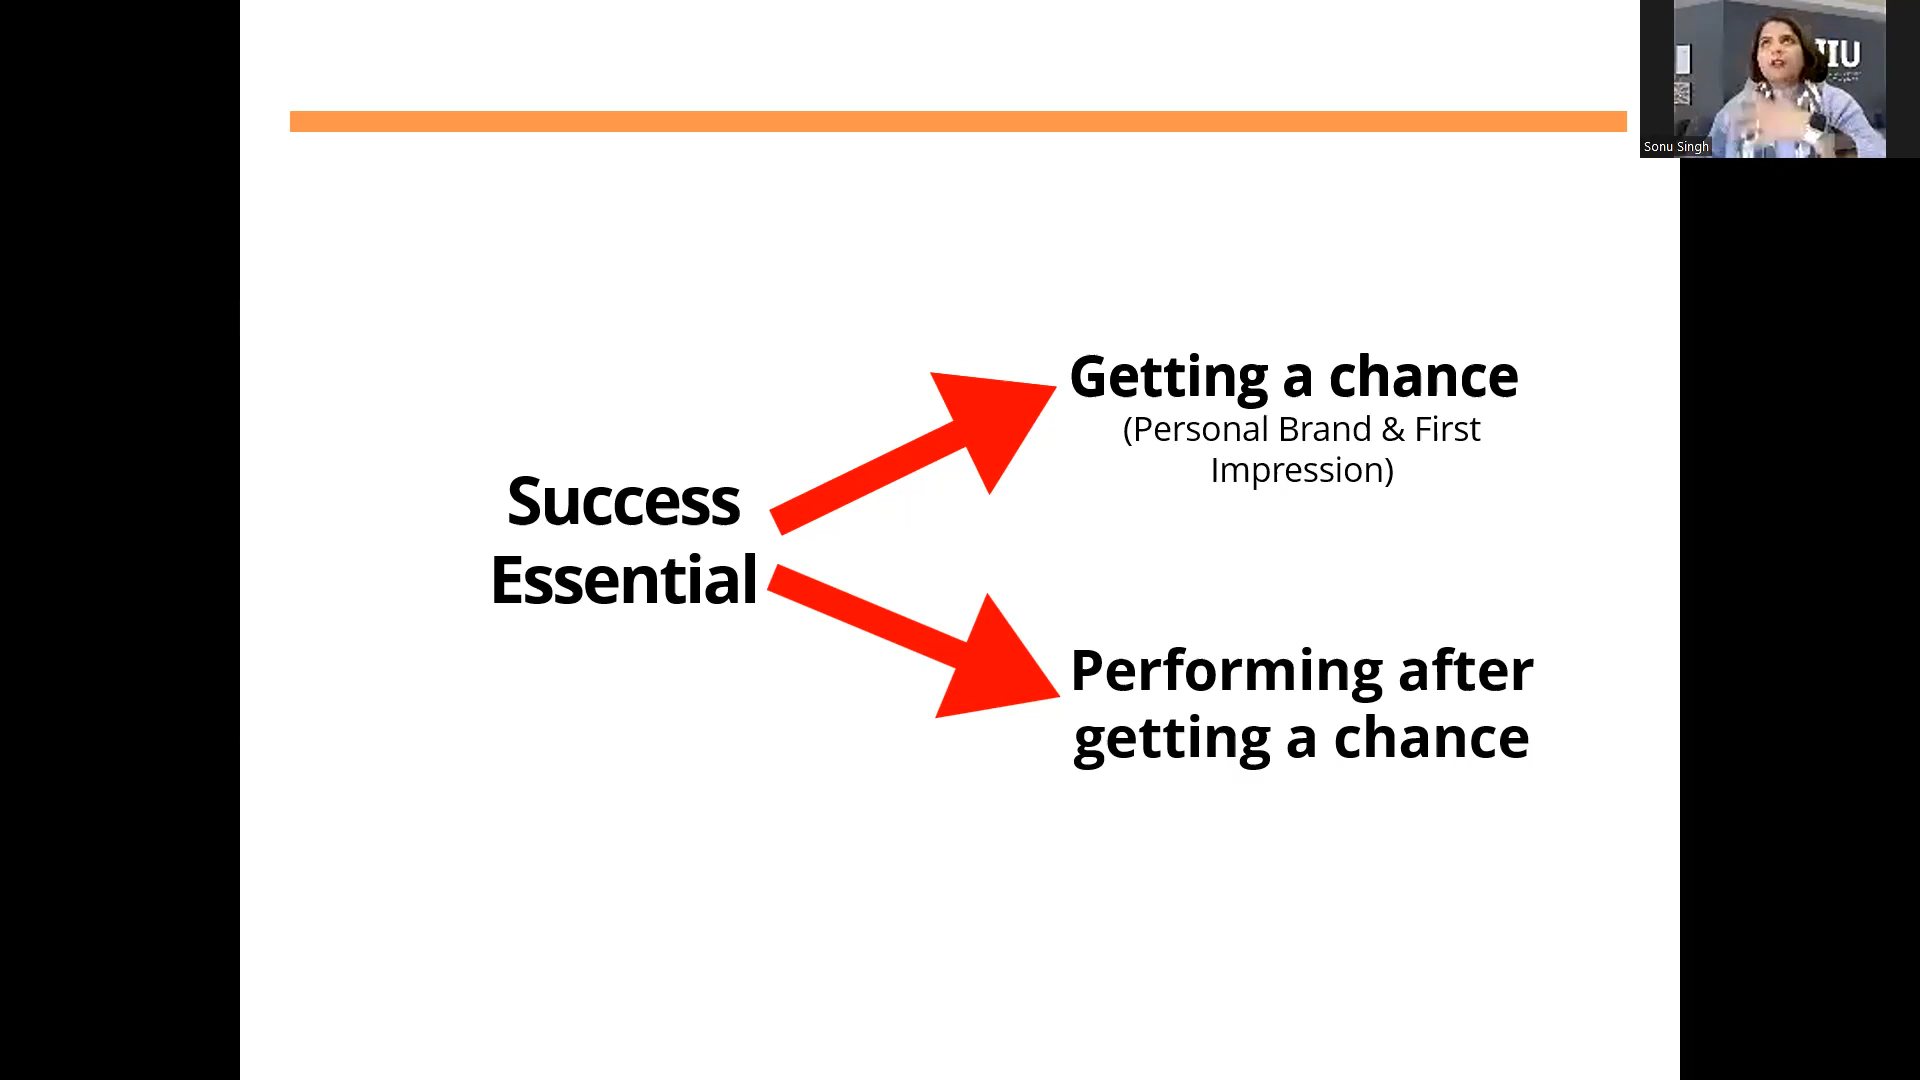 Sonu Singh
Getting a chance
(Personal Brand & First
Impression)
Success
Essential
Performing after
getting a chance